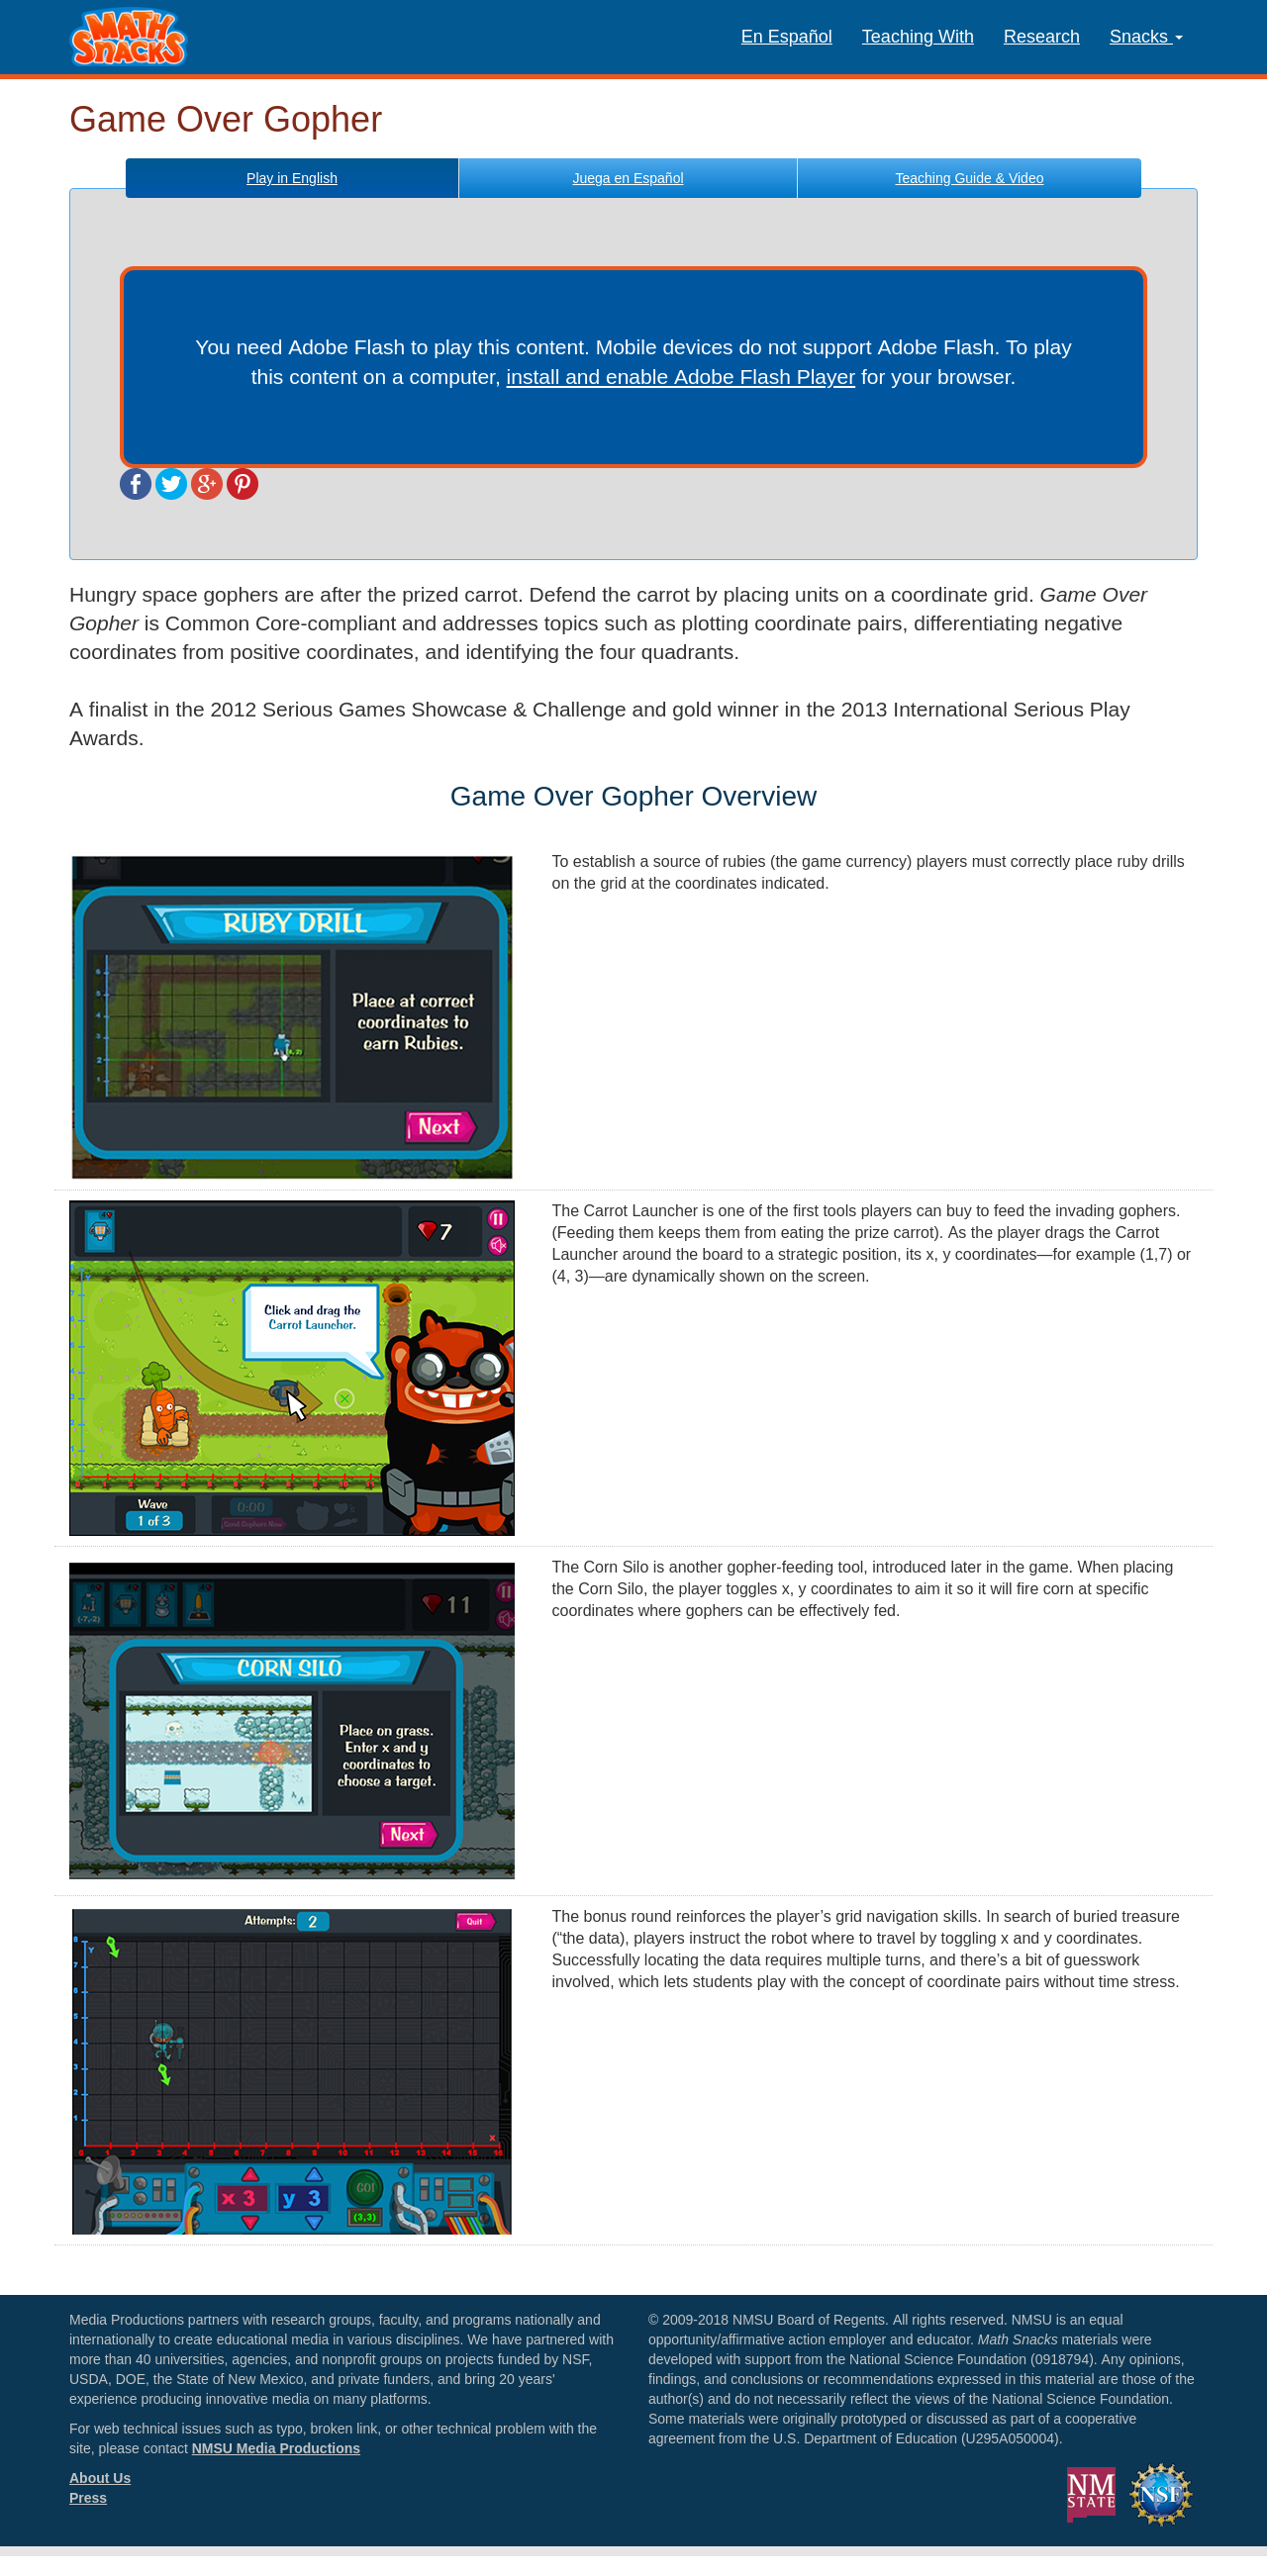 MATH
SNACKS
En Español Teaching With Research Snacks
Game Over Gopher
Play in English Juega en Español Teaching Guide & Video
You need Adobe Flash to play this content. Mobile devices do not support Adobe Flash. To play
this content on a computer, install and enable Adobe Flash Player for your browser.
Hungry space gophers are after the prized carrot. Defend the carrot by placing units on a coordinate grid. Game Over
Gopher is Common Core-compliant and addresses topics such as plotting coordinate pairs, differentiating negative
coordinates from positive coordinates, and identifying the four quadrants.
A finalist in the 2012 Serious Games Showcase & Challenge and gold winner in the 2013 International Serious Play
Awards.
Game Over Gopher Overview
RUBY DRILL
Place at correct
coordinates to
earn Rubies.
Next
To establish a source of rubies (the game currency) players must correctly place ruby drills
on the grid at the coordinates indicated.
7
Click and drag the
Carrot Launcher.
Wave
1 of 3
0:00
Send Gophers Now
The Carrot Launcher is one of the first tools players can buy to feed the invading gophers.
(Feeding them keeps them from eating the prize carrot). As the player drags the Carrot
Launcher around the board to a strategic position, its x, y coordinates—for example (1,7) or
(4, 3)—are dynamically shown on the screen.
(-7,-2)
11
CORN SILO
Place on grass.
Enter x and y
coordinates to
choose a target.
Next
The Corn Silo is another gopher-feeding tool, introduced later in the game. When placing
the Corn Silo, the player toggles x, y coordinates to aim it so it will fire corn at specific
coordinates where gophers can be effectively fed.
Attempts: 2 Quit
Y
X
x 3 y 3 GO!
(3,3)
The bonus round reinforces the player’s grid navigation skills. In search of buried treasure
(“the data), players instruct the robot where to travel by toggling x and y coordinates.
Successfully locating the data requires multiple turns, and there’s a bit of guesswork
involved, which lets students play with the concept of coordinate pairs without time stress.
Media Productions partners with research groups, faculty, and programs nationally and
internationally to create educational media in various disciplines. We have partnered with
more than 40 universities, agencies, and nonprofit groups on projects funded by NSF,
USDA, DOE, the State of New Mexico, and private funders, and bring 20 years'
experience producing innovative media on many platforms.
For web technical issues such as typo, broken link, or other technical problem with the
site, please contact NMSU Media Productions
About Us
Press
© 2009-2018 NMSU Board of Regents. All rights reserved. NMSU is an equal
opportunity/affirmative action employer and educator. Math Snacks materials were
developed with support from the National Science Foundation (0918794). Any opinions,
findings, and conclusions or recommendations expressed in this material are those of the
author(s) and do not necessarily reflect the views of the National Science Foundation.
Some materials were originally prototyped or discussed as part of a cooperative
agreement from the U.S. Department of Education (U295A050004).
NM
STATE
NSF